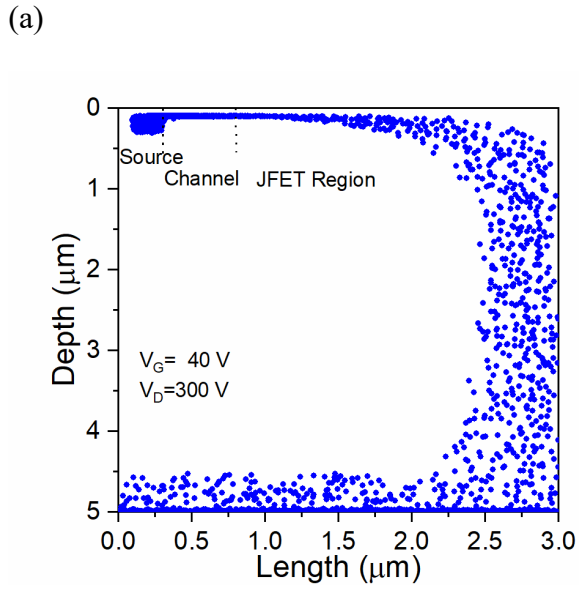 (a)
0
Source
Channel JFET Region
1
2
Depth (μm)
3
V_G= 40 V
V_D=300 V
4
5
0.0 0.5 1.0 1.5 2.0 2.5 3.0
Length (μm)